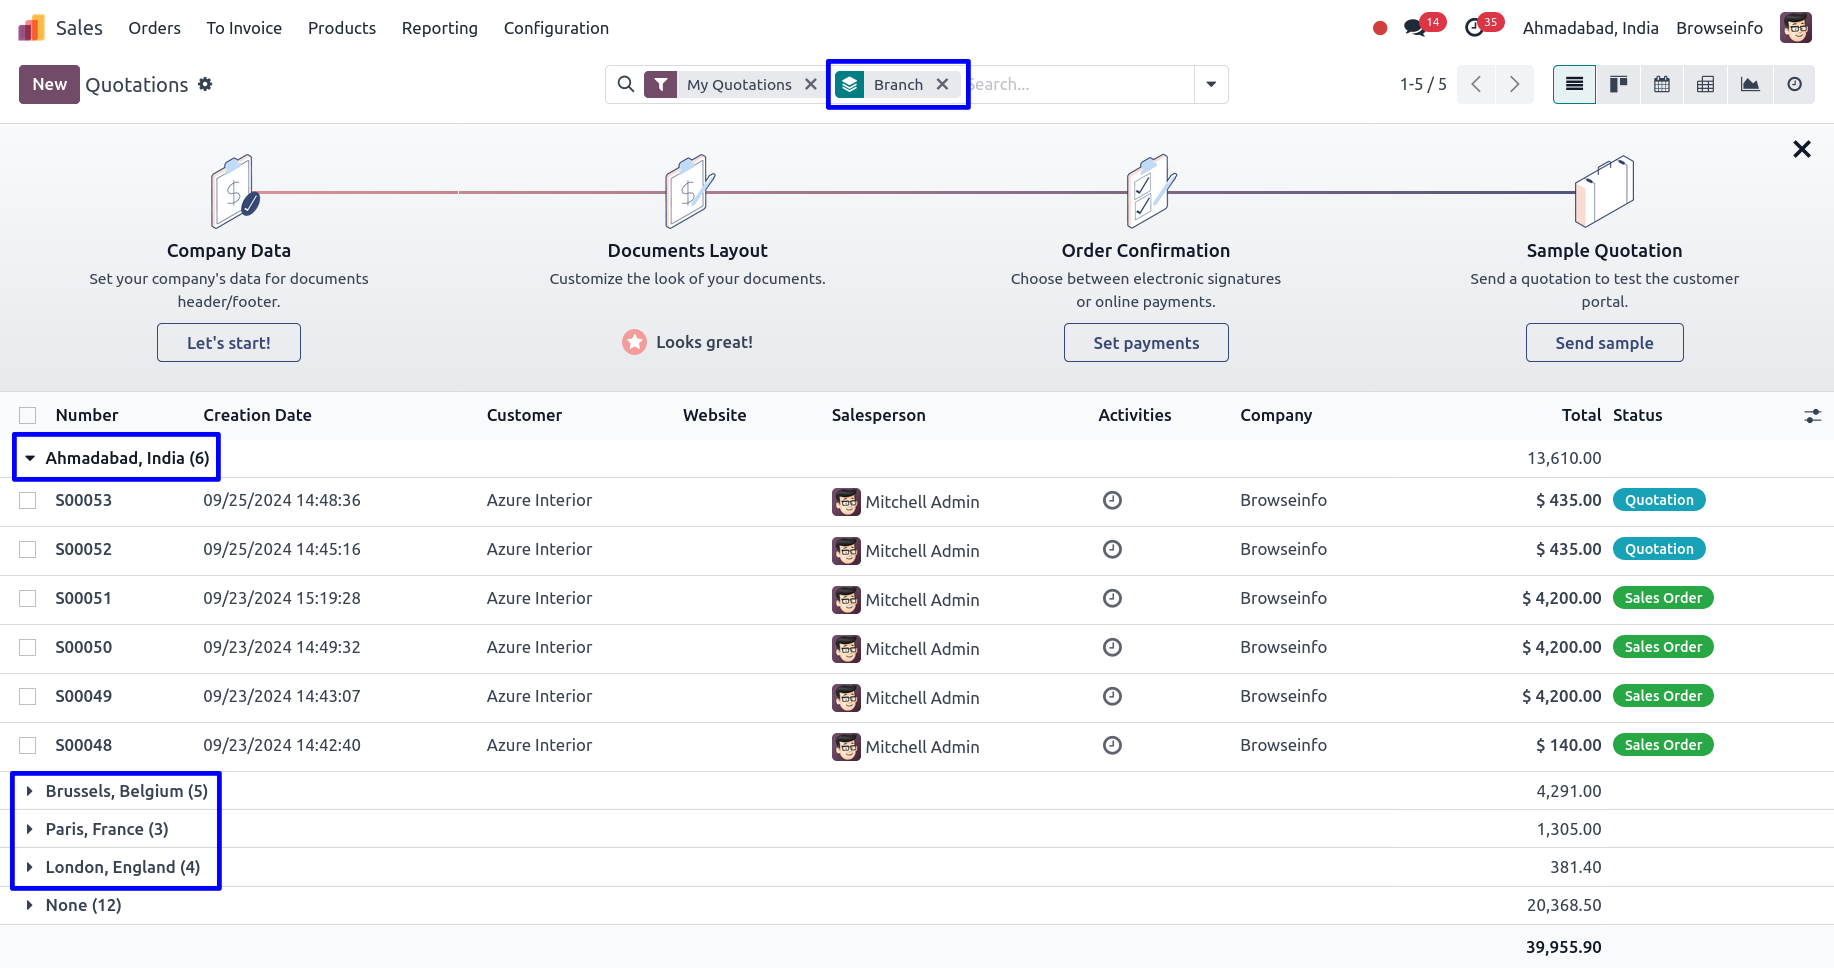 Sales Orders To Invoice Products Reporting Configuration 14 35 Ahmadabad, India Browseinfo
New Quotations My Quotations Branch Search... 1-5 / 5
Company Data Documents Layout Order Confirmation Sample Quotation
Set your company's data for documents Customize the look of your documents. Choose between electronic signatures Send a quotation to test the customer
header/footer. or online payments. portal.
Let's start! Looks great! Set payments Send sample
Number Creation Date Customer Website Salesperson Activities Company Total Status
Ahmadabad, India (6) 13,610.00
S00053 09/25/2024 14:48:36 Azure Interior Mitchell Admin Browseinfo $ 435.00 Quotation
S00052 09/25/2024 14:45:16 Azure Interior Mitchell Admin Browseinfo $ 435.00 Quotation
S00051 09/23/2024 15:19:28 Azure Interior Mitchell Admin Browseinfo $ 4,200.00 Sales Order
S00050 09/23/2024 14:49:32 Azure Interior Mitchell Admin Browseinfo $ 4,200.00 Sales Order
S00049 09/23/2024 14:43:07 Azure Interior Mitchell Admin Browseinfo $ 4,200.00 Sales Order
S00048 09/23/2024 14:42:40 Azure Interior Mitchell Admin Browseinfo $ 140.00 Sales Order
Brussels, Belgium (5) 4,291.00
Paris, France (3) 1,305.00
London, England (4) 381.40
None (12) 20,368.50
39,955.90